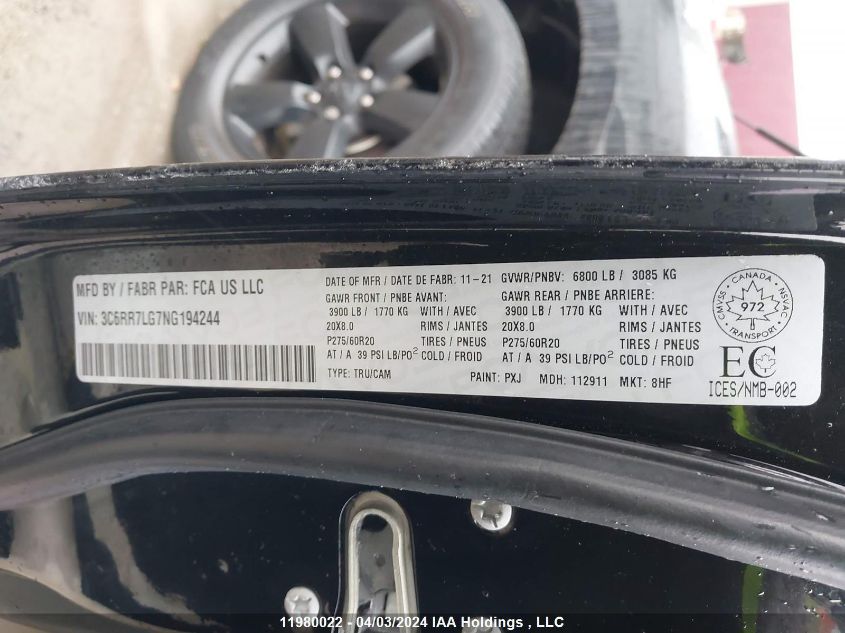 MFD BY / FABR PAR: FCA US LLC
VIN: 3C6RR7LG7NG194244
DATE OF MFR / DATE DE FABR: 11-21 GVWR/PNBV: 6800 LB / 3085 KG
GAWR FRONT / PNBE AVANT:
3900 LB / 1770 KG WITH / AVEC
20X8.0 RIMS / JANTES
P275/60R20 TIRES / PNEUS
AT / A 39 PSI LB/PO² COLD / FROID
GAWR REAR / PNBE ARRIERE:
3900 LB / 1770 KG WITH / AVEC
20X8.0 RIMS / JANTES
P275/60R20 TIRES / PNEUS
AT / A 39 PSI LB/PO² COLD / FROID
TYPE: TRU/CAM PAINT: PXJ MDH: 112911 MKT: 8HF
CMVSS CANADA NSVAC
972
TRANSPORT
EC
ICES/NMB-002
11980022 - 04/03/2024 IAA Holdings , LLC